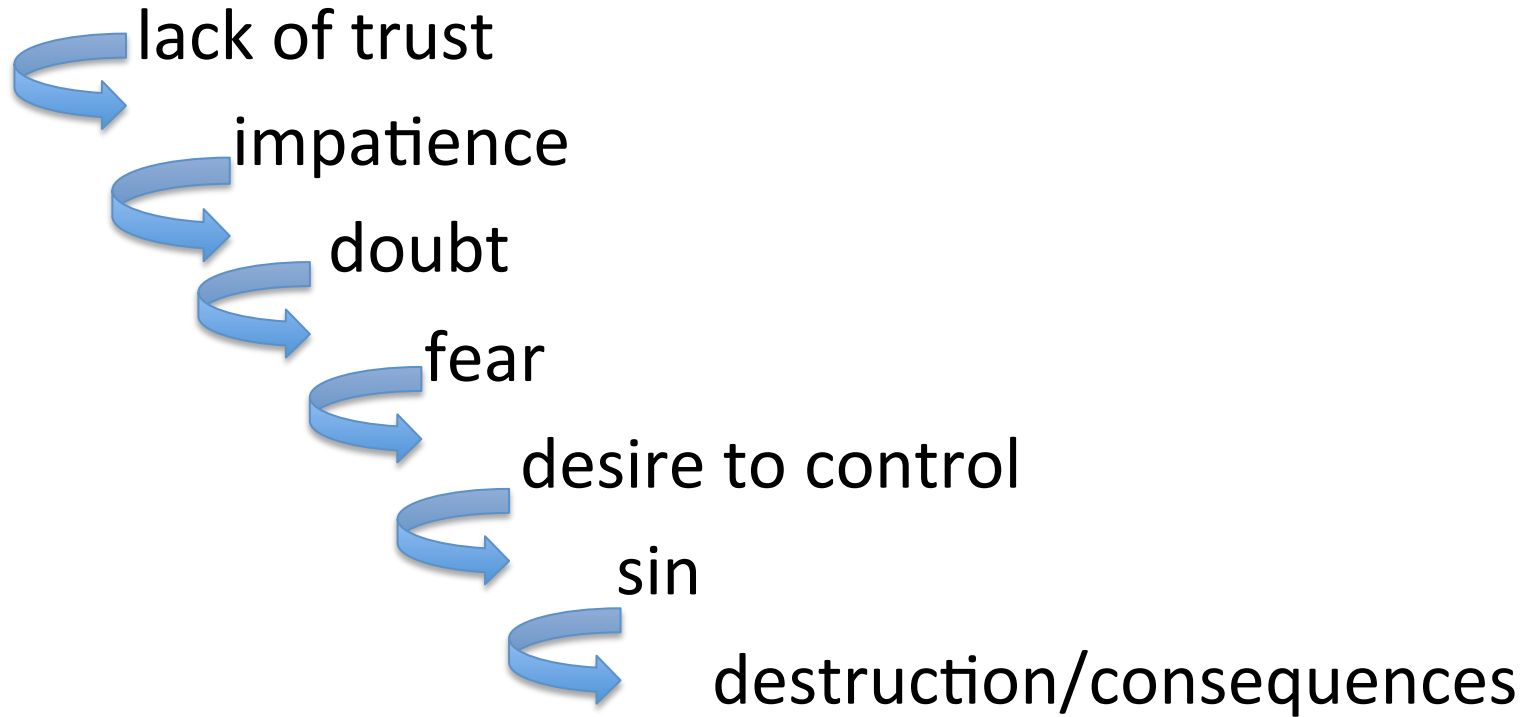 lack of trust
impatience
doubt
fear
desire to control
sin
destruction/consequences